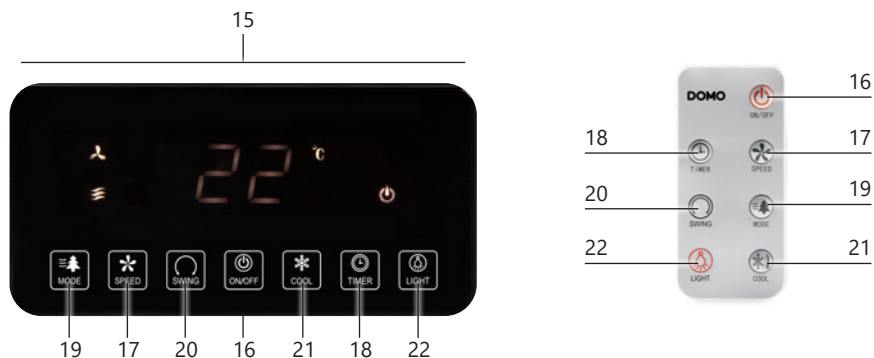 15
22 °C
MODE SPEED SWING ON/OFF COOL TIMER LIGHT
19 17 20 16 21 18 22
DOMO
ON/OFF
16
18
TIMER
SPEED
17
20
SWING
MODE
19
22
LIGHT
COOL
21